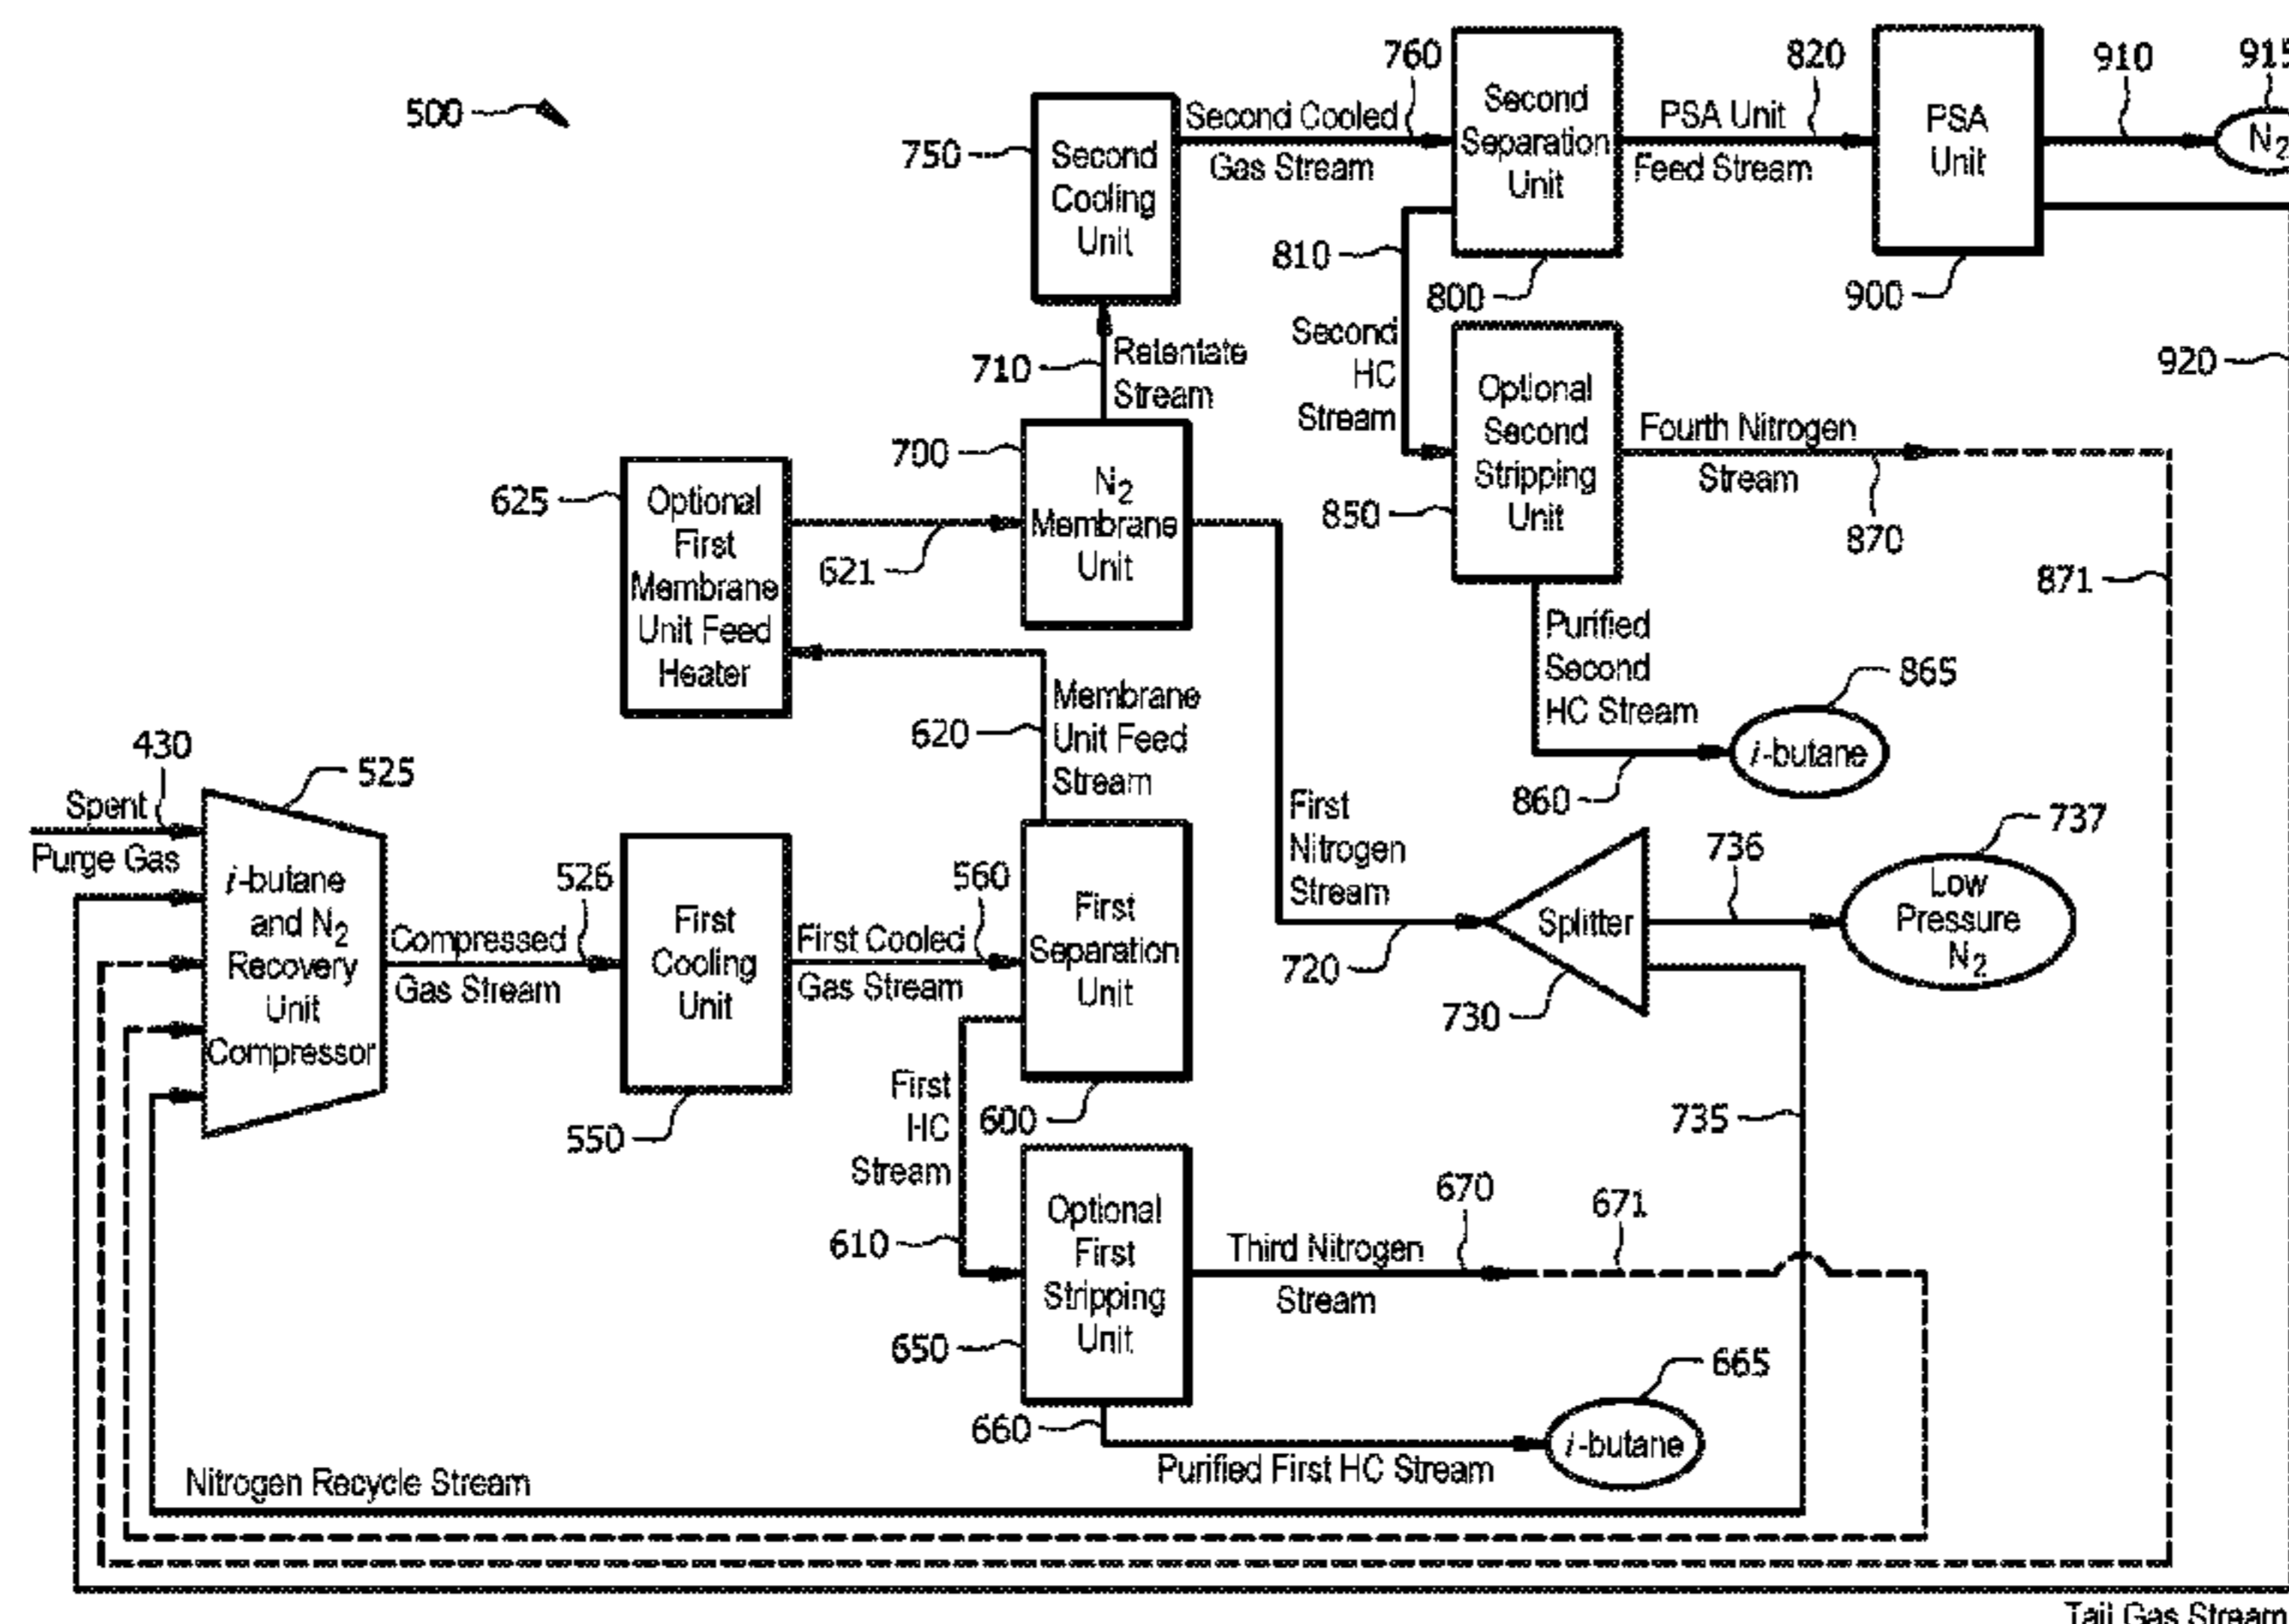 500
750
Second
Cooling
Unit
Second Cooled
Gas Stream
760
Second
Separation
Unit
800
PSA Unit
Feed Stream
820
PSA
Unit
900
910
915
N2
920
810
Second
HC
Stream
Optional
Second
Stripping
Unit
850
Fourth Nitrogen
Stream
870
871
Purified
Second
HC Stream
860
865
i-butane
710
Retentate
Stream
700
N2
Membrane
Unit
625
Optional
First
Membrane
Unit Feed
Heater
621
620
Membrane
Unit Feed
Stream
430
Spent
Purge Gas
525
i-butane
and N2
Recovery
Unit
Compressor
Compressed
Gas Stream
526
First
Cooling
Unit
550
First Cooled
Gas Stream
560
First
Separation
Unit
600
First
Nitrogen
Stream
720
Splitter
730
736
737
Low
Pressure
N2
735
First
HC
Stream
610
Optional
First
Stripping
Unit
650
Third Nitrogen
Stream
670
671
660
Purified First HC Stream
665
i-butane
Nitrogen Recycle Stream
Tail Gas Stream